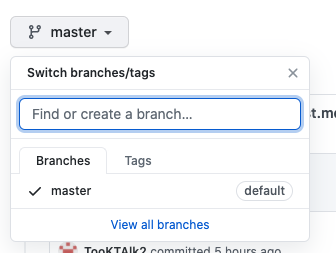 master
Switch branches/tags
Find or create a branch...
Branches
Tags
master
default
View all branches
TooKTAlk2 committed 5 hours ago